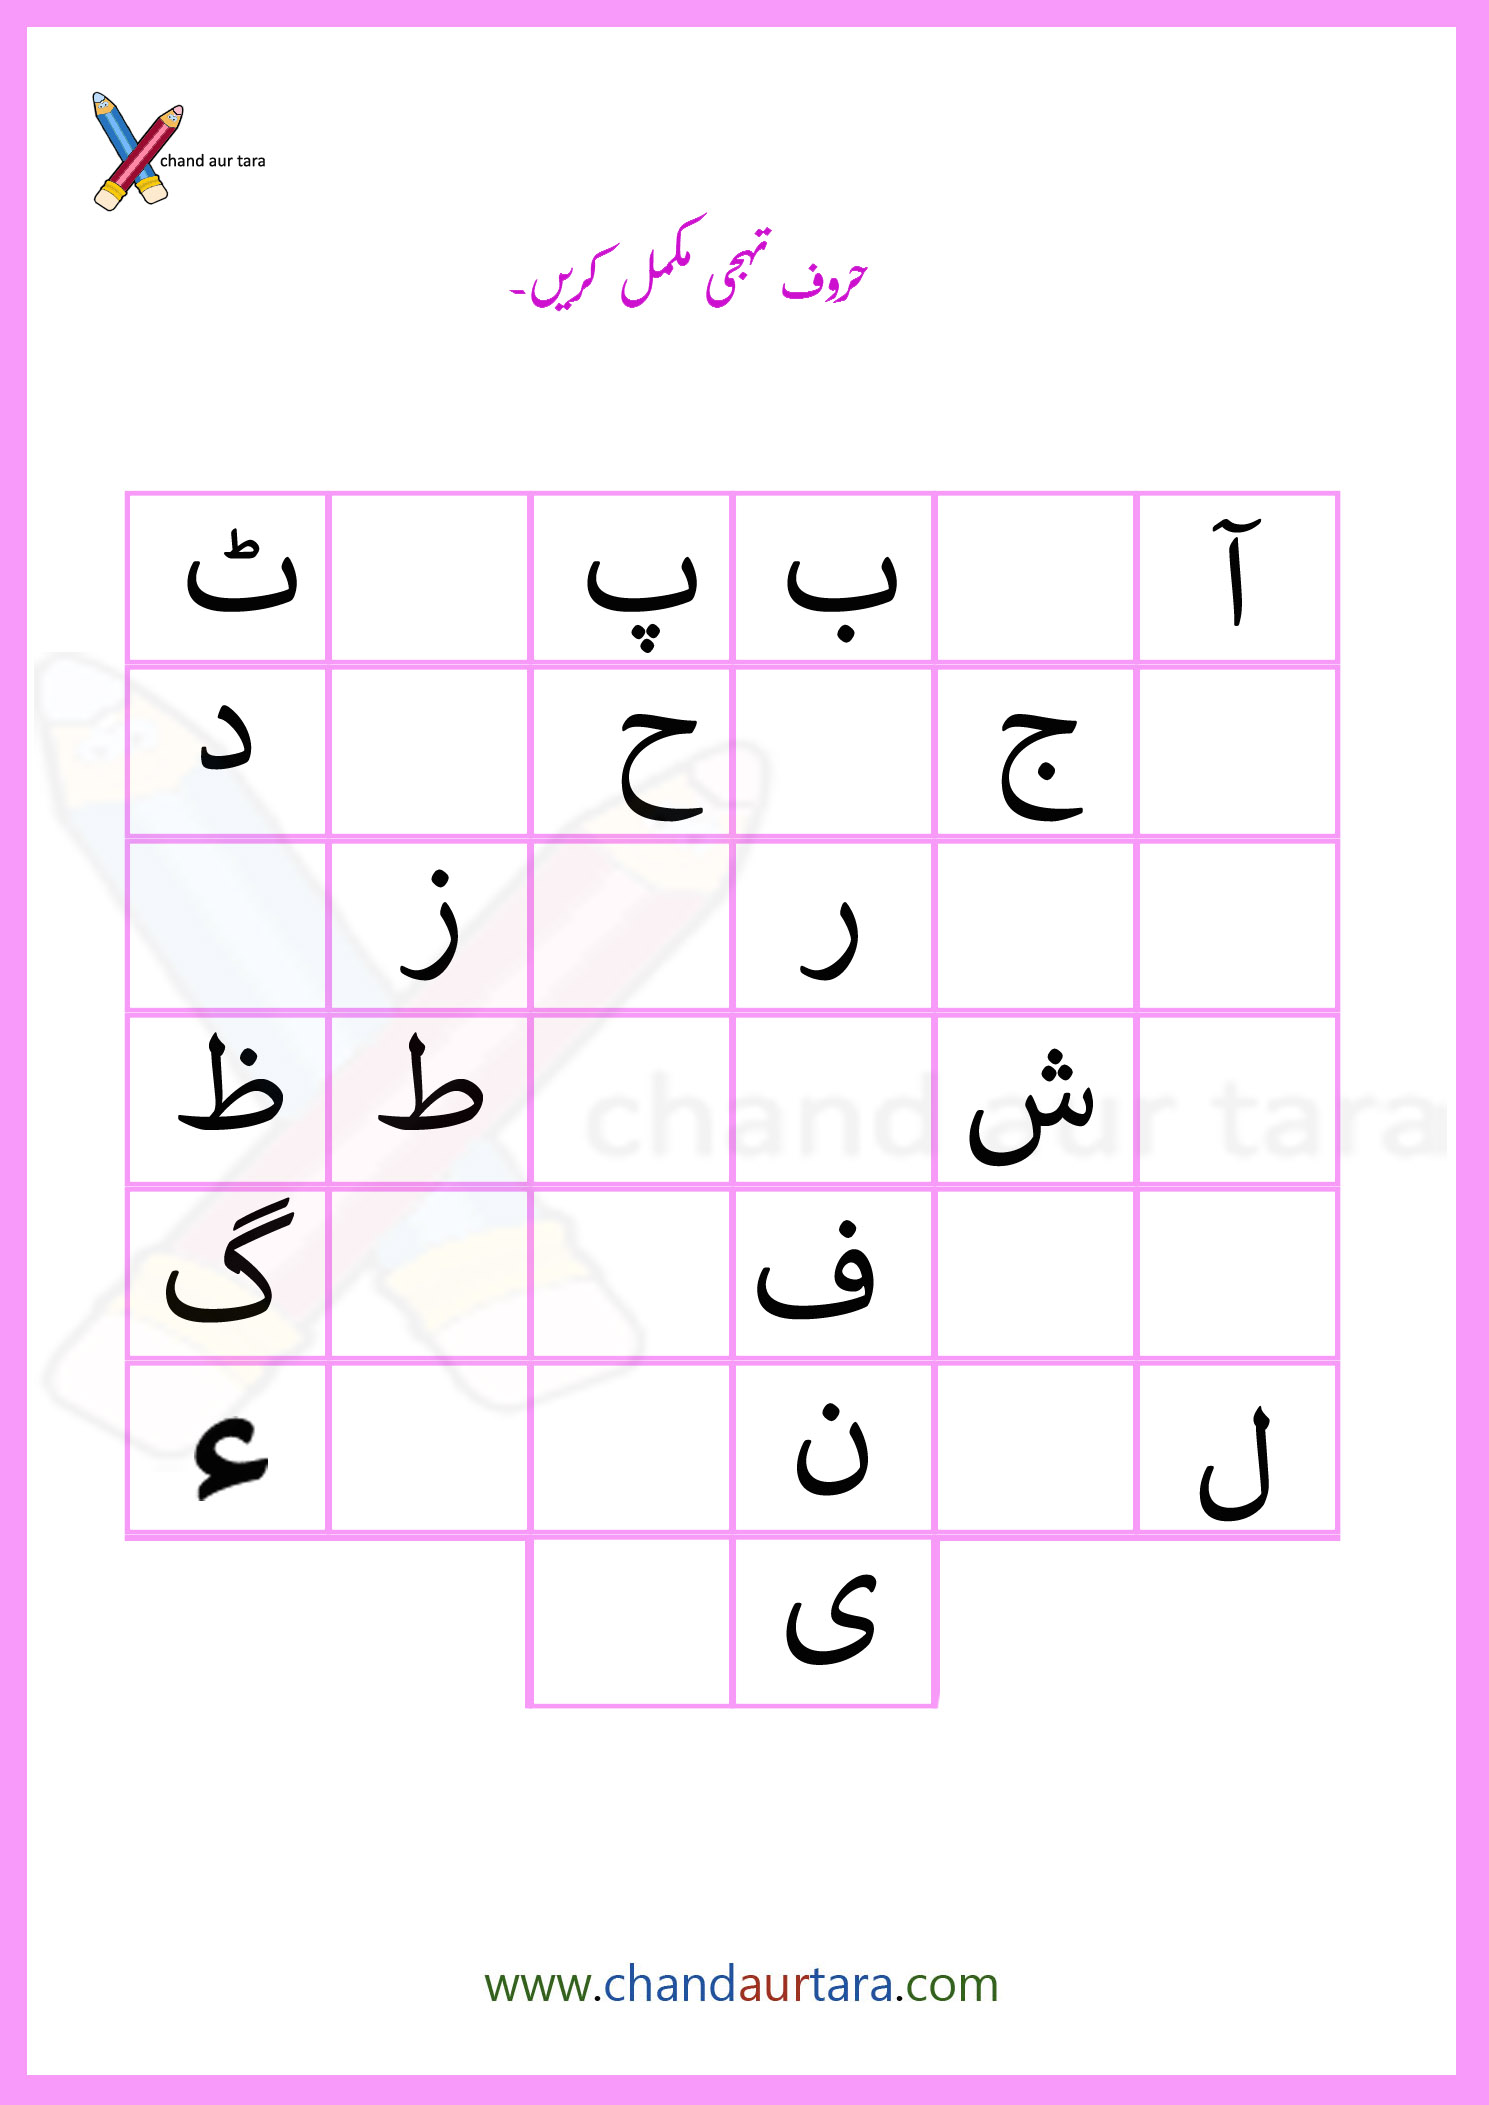 chand aur tara
حروف تہجی مکمل کریں۔
آ ب پ ٹ
ج ح د
ر ز
ش ط ظ
ف گ
ل ن ء
ی
chand aur tara
www.chandaurtara.com